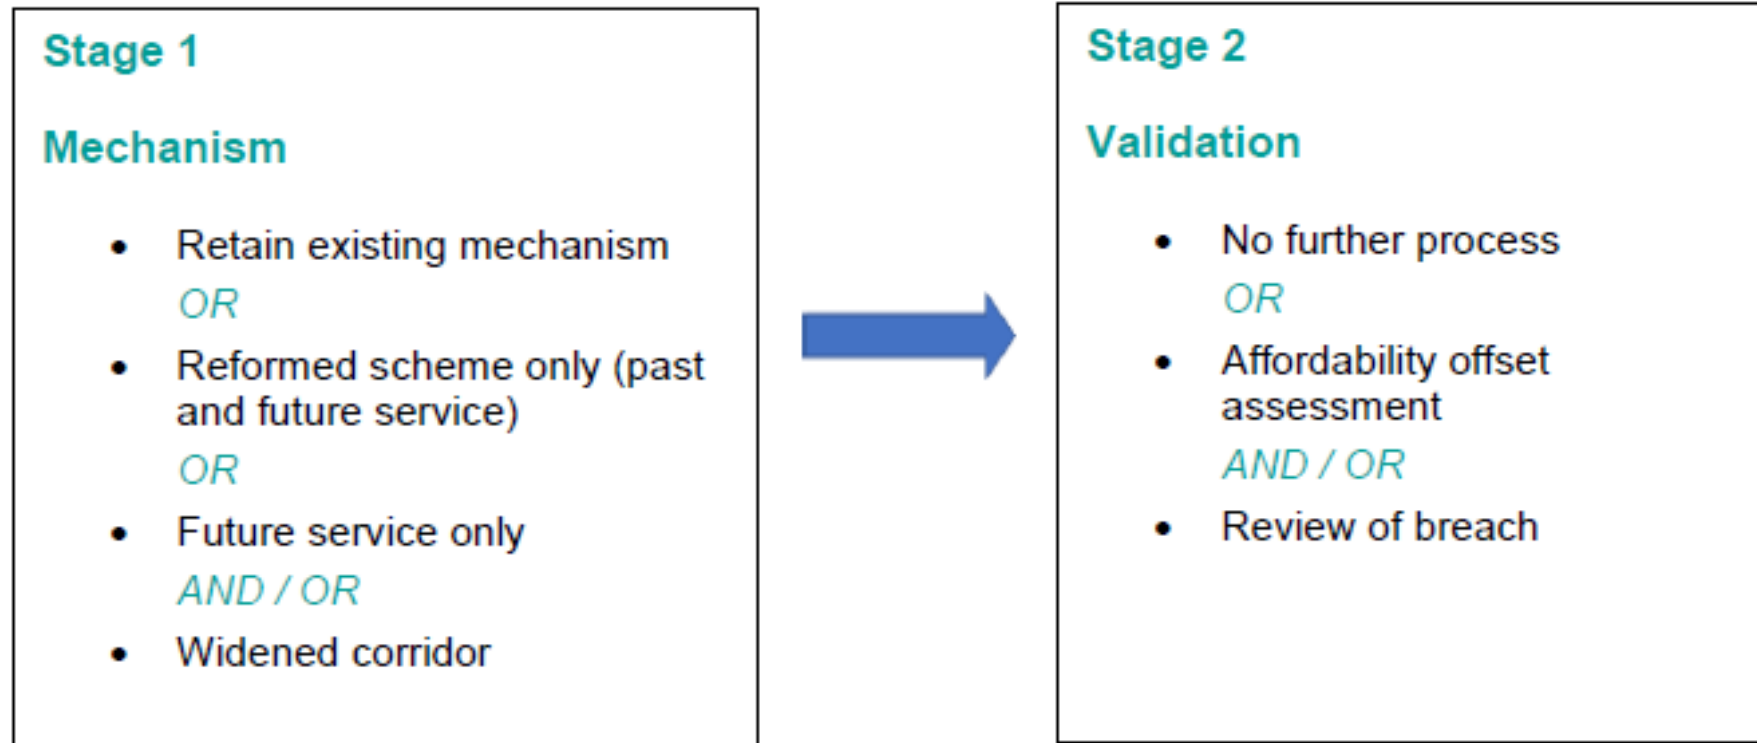 Stage 1
Mechanism
• Retain existing mechanism
OR
• Reformed scheme only (past
and future service)
OR
• Future service only
AND / OR
• Widened corridor
Stage 2
Validation
• No further process
OR
• Affordability offset
assessment
AND / OR
• Review of breach